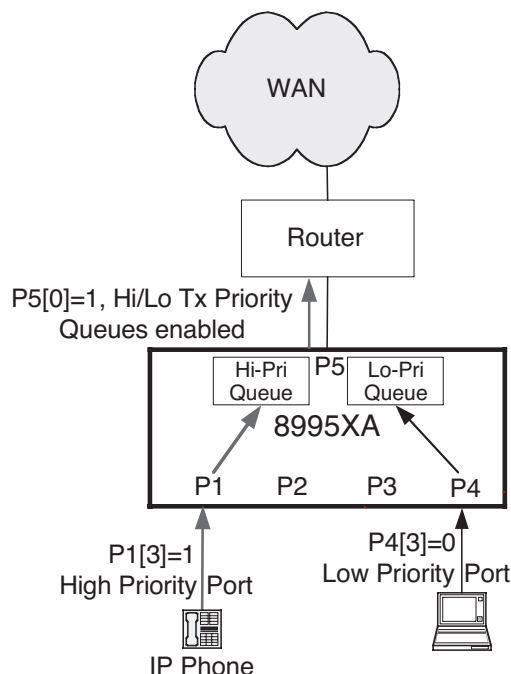 WAN
Router
P5[0]=1, Hi/Lo Tx Priority
Queues enabled
P5
Hi-Pri
Queue
Lo-Pri
Queue
8995XA
P1
P2
P3
P4
P1[3]=1
High Priority Port
P4[3]=0
Low Priority Port
IP Phone